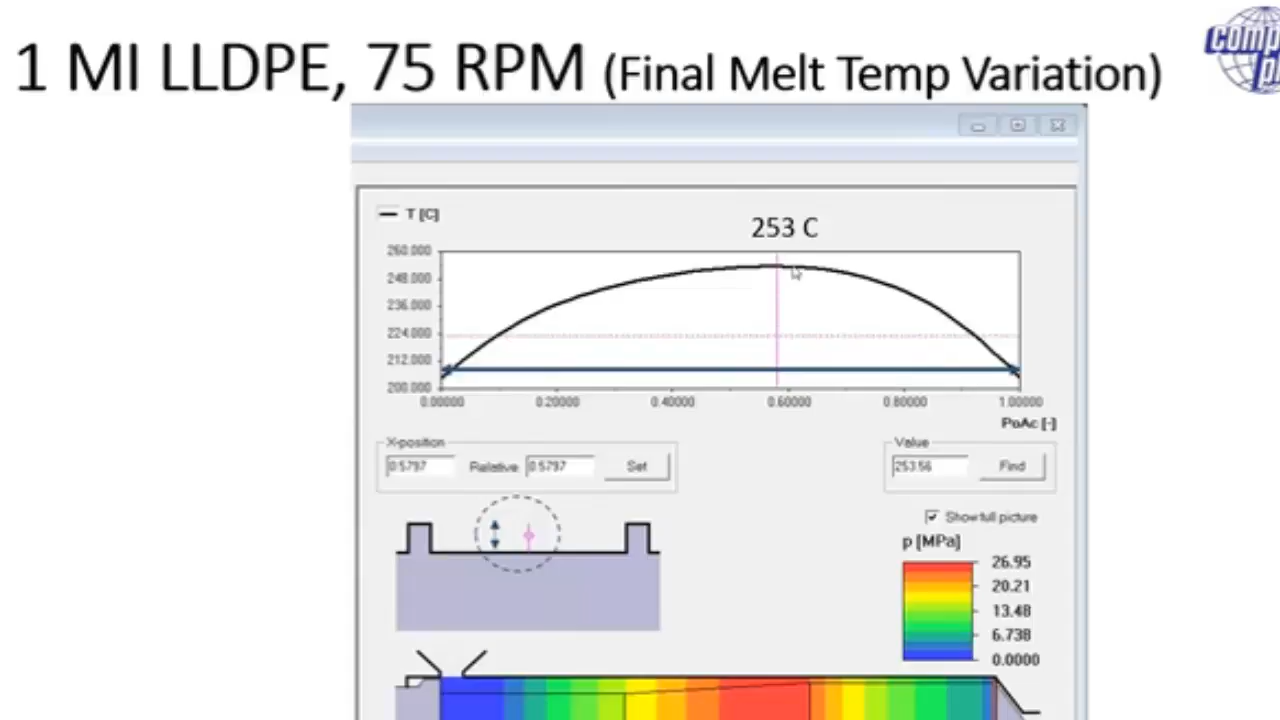 1 MI LLDPE, 75 RPM (Final Melt Temp Variation)
T [C]
253 C
260.000
248.000
236.000
224.000
212.000
200.000
0.00000 0.20000 0.40000 0.60000 0.80000 1.00000
PoAc [-]
X-position
0.5797 Relative 0.5797 Set
Value
253.56 Find
Show full picture
p [MPa]
26.95
20.21
13.48
6.738
0.0000